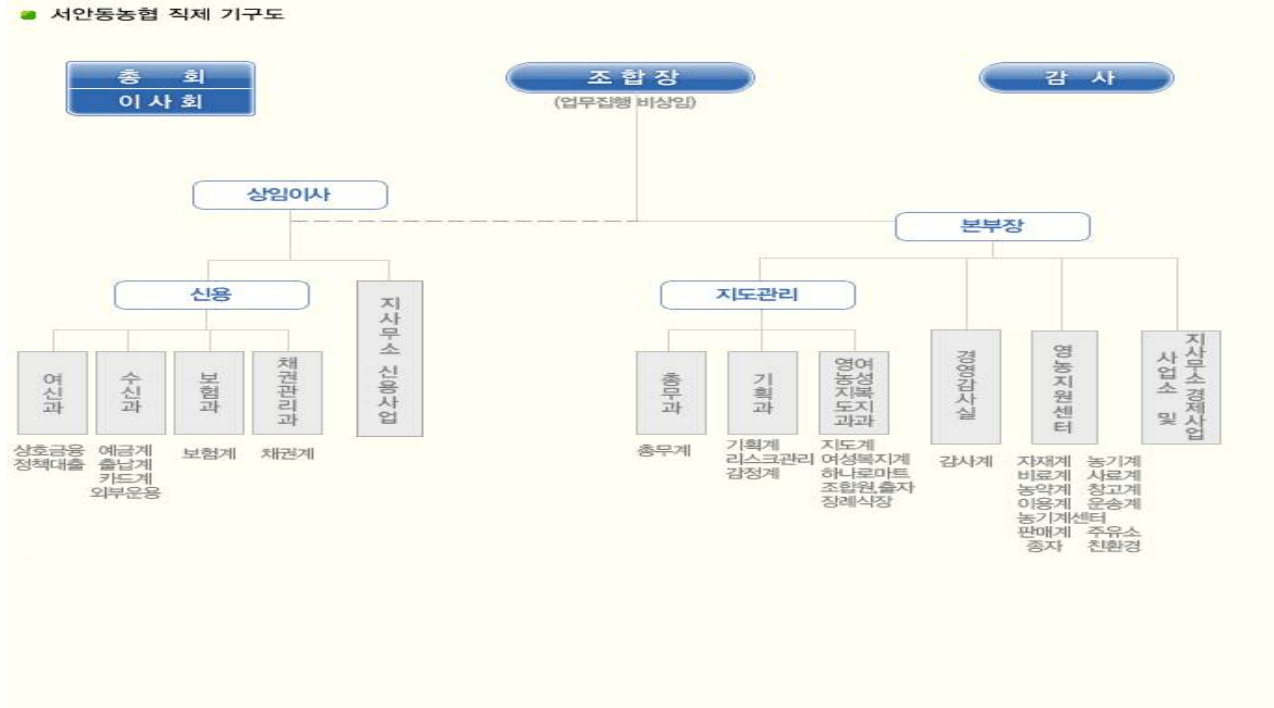 서안동농협 직제 기구도
총 회
이사회
조합장
(업무집행 비상임)
감 사
상임이사
본부장
신용
지사무소 신용사업
지도관리
여신과
수신과
보험과
채권관리과
총무과
기획과
영농지도과
여성복지과
경영감사실
영농지원센터
사업소 및
지사무소 경제사업
상호금융
정책대출
예금계
출납계
카드계
외부운용
보험계
채권계
총무계
기획계
리스크관리
감정계
지도계
여성복지계
하나로마트
조합원,출자
장례식장
감사계
자재계 농기계
비료계 사료계
농약계 창고계
이용계 운송계
농기계센터
판매계 주유소
종자 친환경